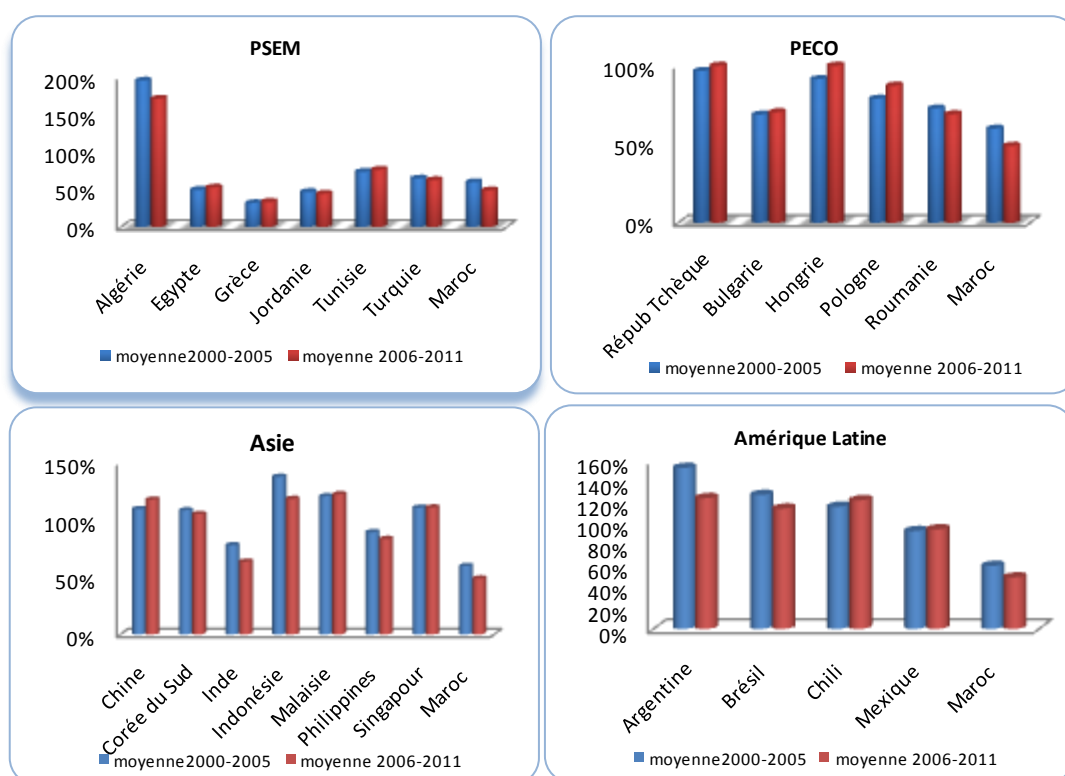 PSEM
200%
150%
100%
50%
0%
Algérie
Egypte
Grèce
Jordanie
Tunisie
Turquie
Maroc
moyenne2000-2005 moyenne 2006-2011
PECO
100%
50%
0%
Répub Tchèque
Bulgarie
Hongrie
Pologne
Roumanie
Maroc
moyenne2000-2005 moyenne 2006-2011
Asie
150%
100%
50%
0%
Chine
Corée du Sud
Inde
Indonésie
Malaisie
Philippines
Singapour
Maroc
moyenne2000-2005 moyenne 2006-2011
Amérique Latine
160%
140%
120%
100%
80%
60%
40%
20%
0%
Argentine
Brésil
Chili
Mexique
Maroc
moyenne2000-2005 moyenne 2006-2011